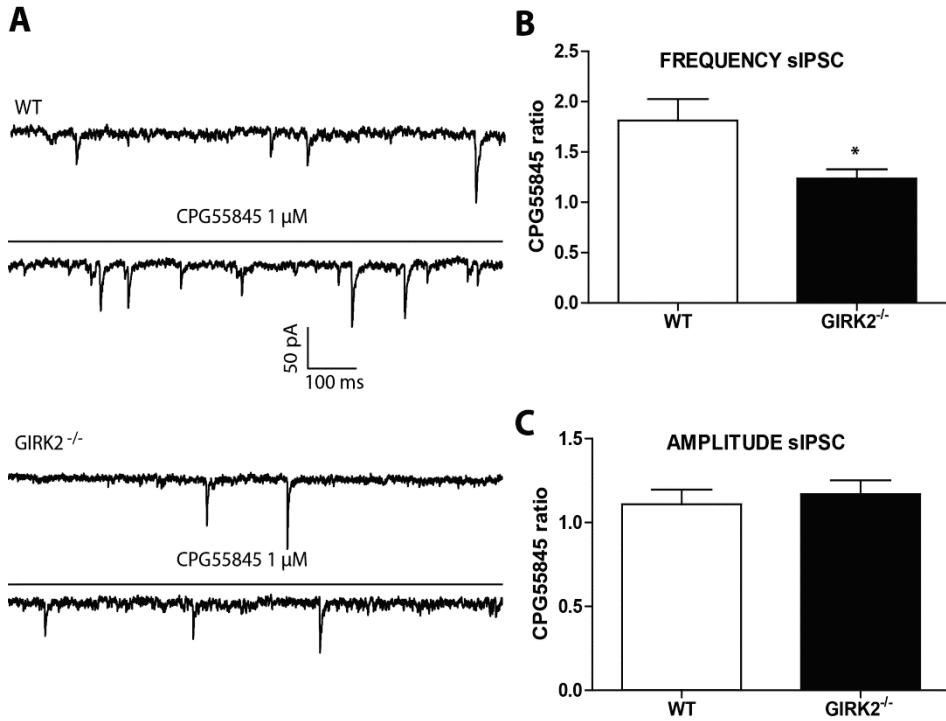 A
WT
CPG55845 1 µM
50 pA
100 ms
GIRK2 -/-
CPG55845 1 µM
B
FREQUENCY sIPSC
CPG55845 ratio
2.5
2.0
1.5
1.0
0.5
0.0
*
WT
GIRK2-/-
C
AMPLITUDE sIPSC
CPG55845 ratio
1.5
1.0
0.5
0.0
WT
GIRK2-/-